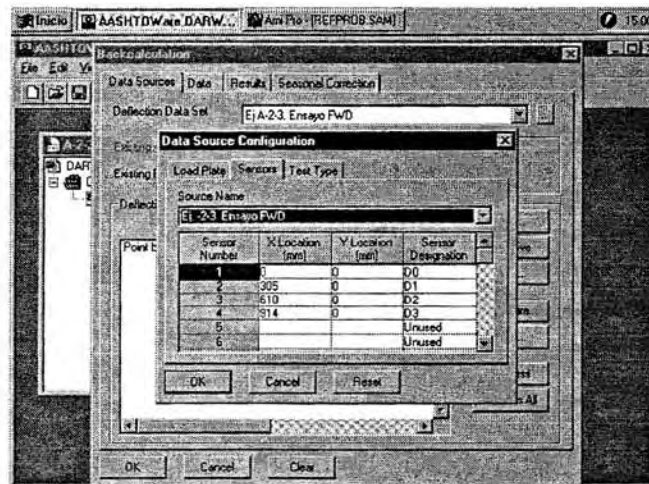 Inicio AASHTOWare DARW... Ami Pro - [REFPROB.SAM] 15:00
Backcalculation
Data Sources Data Results Seasonal Correction
Deflection Data Set Ej A-2-3. Ensayo FWD
Data Source Configuration
Load Plate Sensors Test Type
Source Name
Ej -2-3. Ensayo FWD
Sensor Number X Location (mm) Y Location (mm) Sensor Designation
1 0 0 D0
2 305 0 D1
3 610 0 D2
4 914 0 D3
5 Unused
6 Unused
OK Cancel Reset
All
OK Cancel Clear